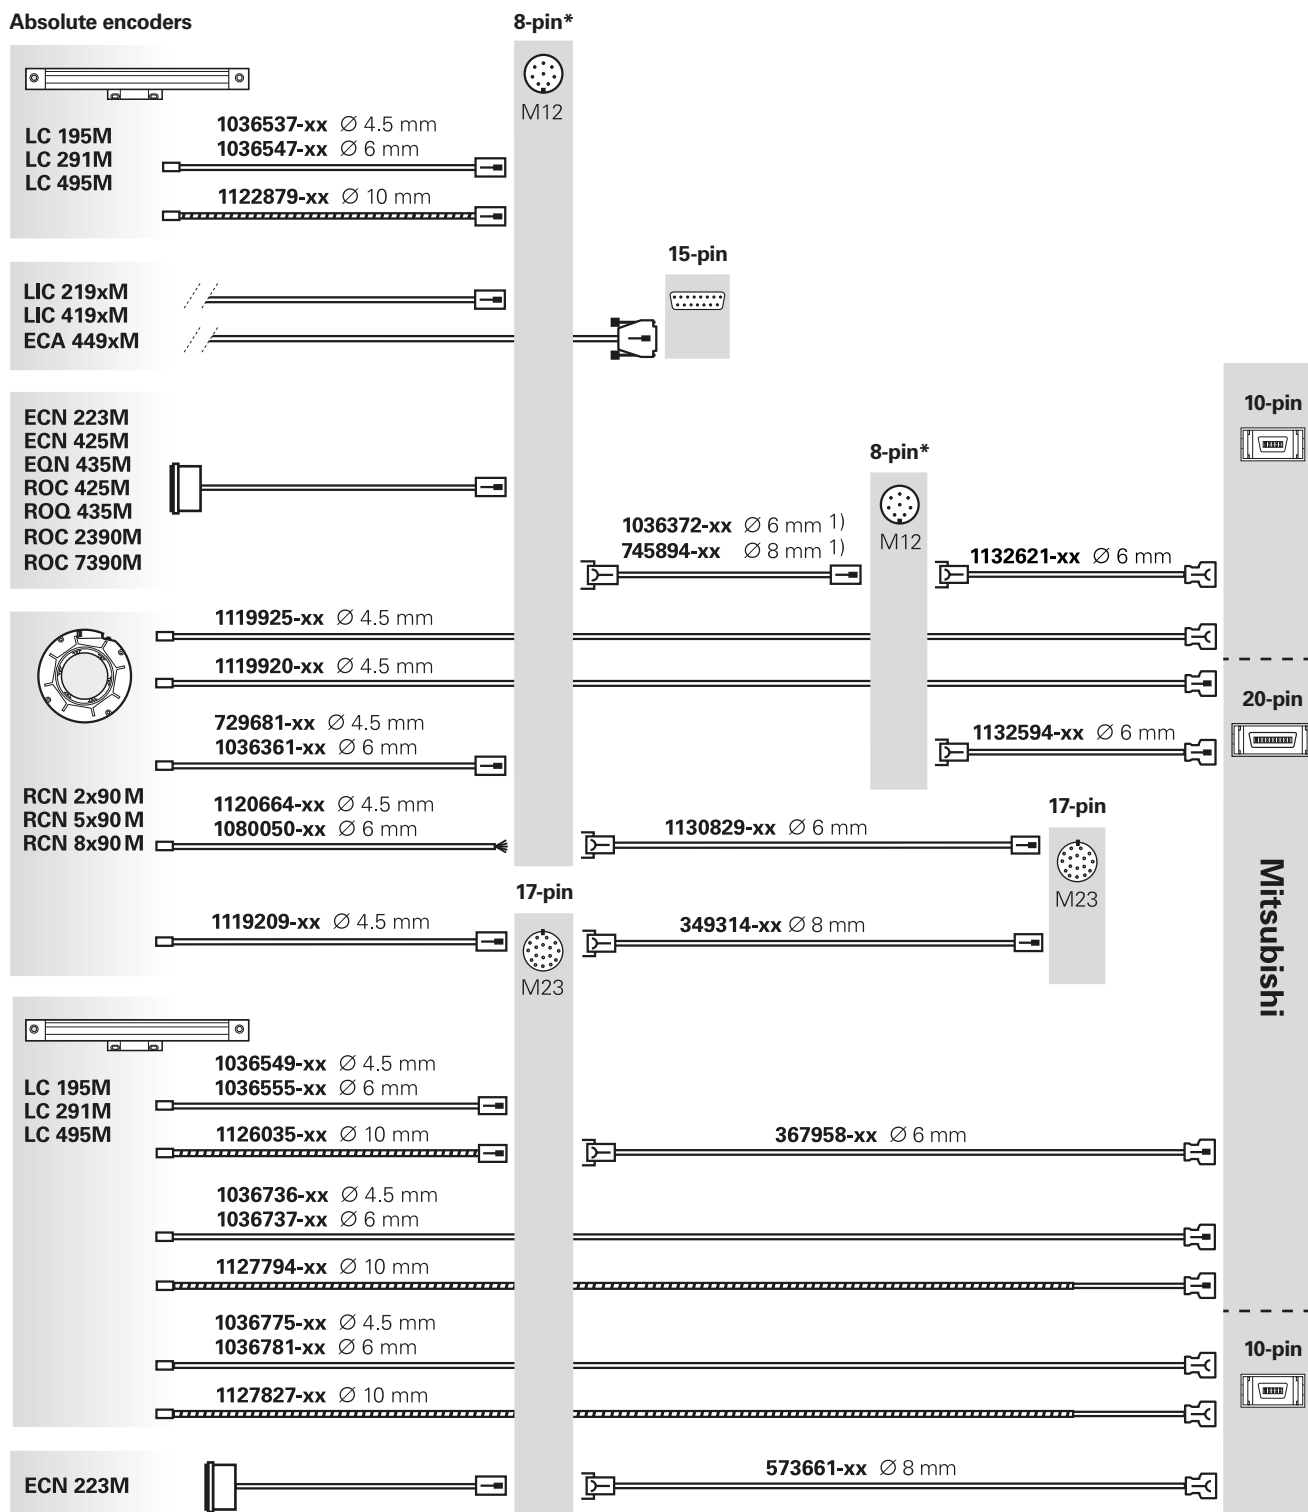 Absolute encoders
8-pin*
M12
LC 195M
LC 291M
LC 495M
1036537-xx Ø 4.5 mm
1036547-xx Ø 6 mm
1122879-xx Ø 10 mm
15-pin
LIC 219xM
LIC 419xM
ECA 449xM
10-pin
ECN 223M
ECN 425M
EQN 435M
ROC 425M
ROQ 435M
ROC 2390M
ROC 7390M
8-pin*
M12
1036372-xx Ø 6 mm 1)
745894-xx Ø 8 mm 1)
1132621-xx Ø 6 mm
1119925-xx Ø 4.5 mm
1119920-xx Ø 4.5 mm
20-pin
729681-xx Ø 4.5 mm
1036361-xx Ø 6 mm
1132594-xx Ø 6 mm
RCN 2x90 M
RCN 5x90 M
RCN 8x90 M
1120664-xx Ø 4.5 mm
1080050-xx Ø 6 mm
1130829-xx Ø 6 mm
17-pin
M23
17-pin
M23
1119209-xx Ø 4.5 mm
349314-xx Ø 8 mm
Mitsubishi
LC 195M
LC 291M
LC 495M
1036549-xx Ø 4.5 mm
1036555-xx Ø 6 mm
1126035-xx Ø 10 mm
367958-xx Ø 6 mm
1036736-xx Ø 4.5 mm
1036737-xx Ø 6 mm
1127794-xx Ø 10 mm
1036775-xx Ø 4.5 mm
1036781-xx Ø 6 mm
10-pin
1127827-xx Ø 10 mm
ECN 223M
573661-xx Ø 8 mm